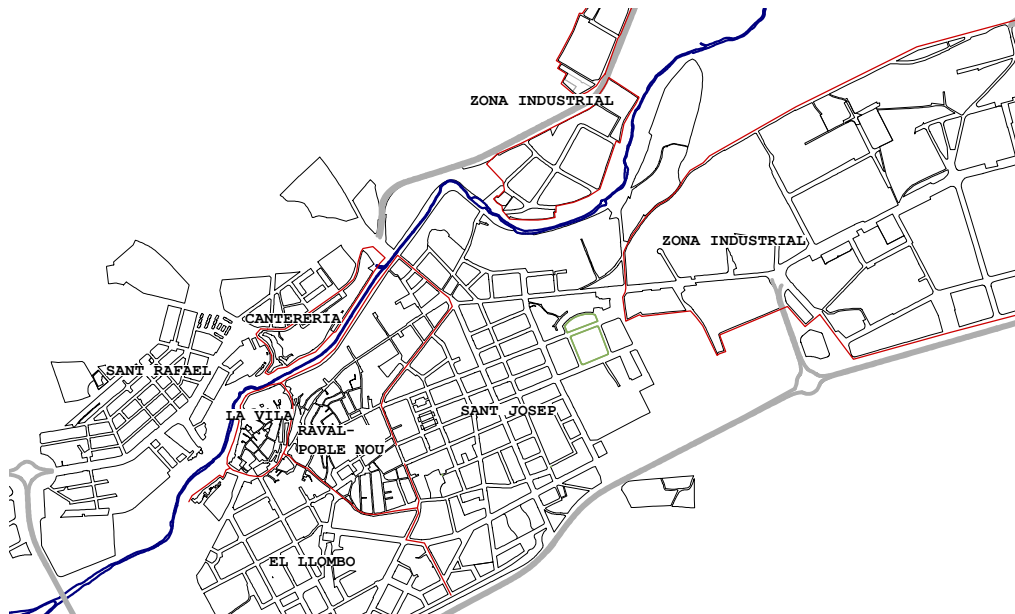 ZONA INDUSTRIAL
ZONA INDUSTRIAL
CANTERERIA
SANT RAFAEL
LA VILA
SANT JOSEP
RAVAL-
POBLE NOU
EL LLOMBO